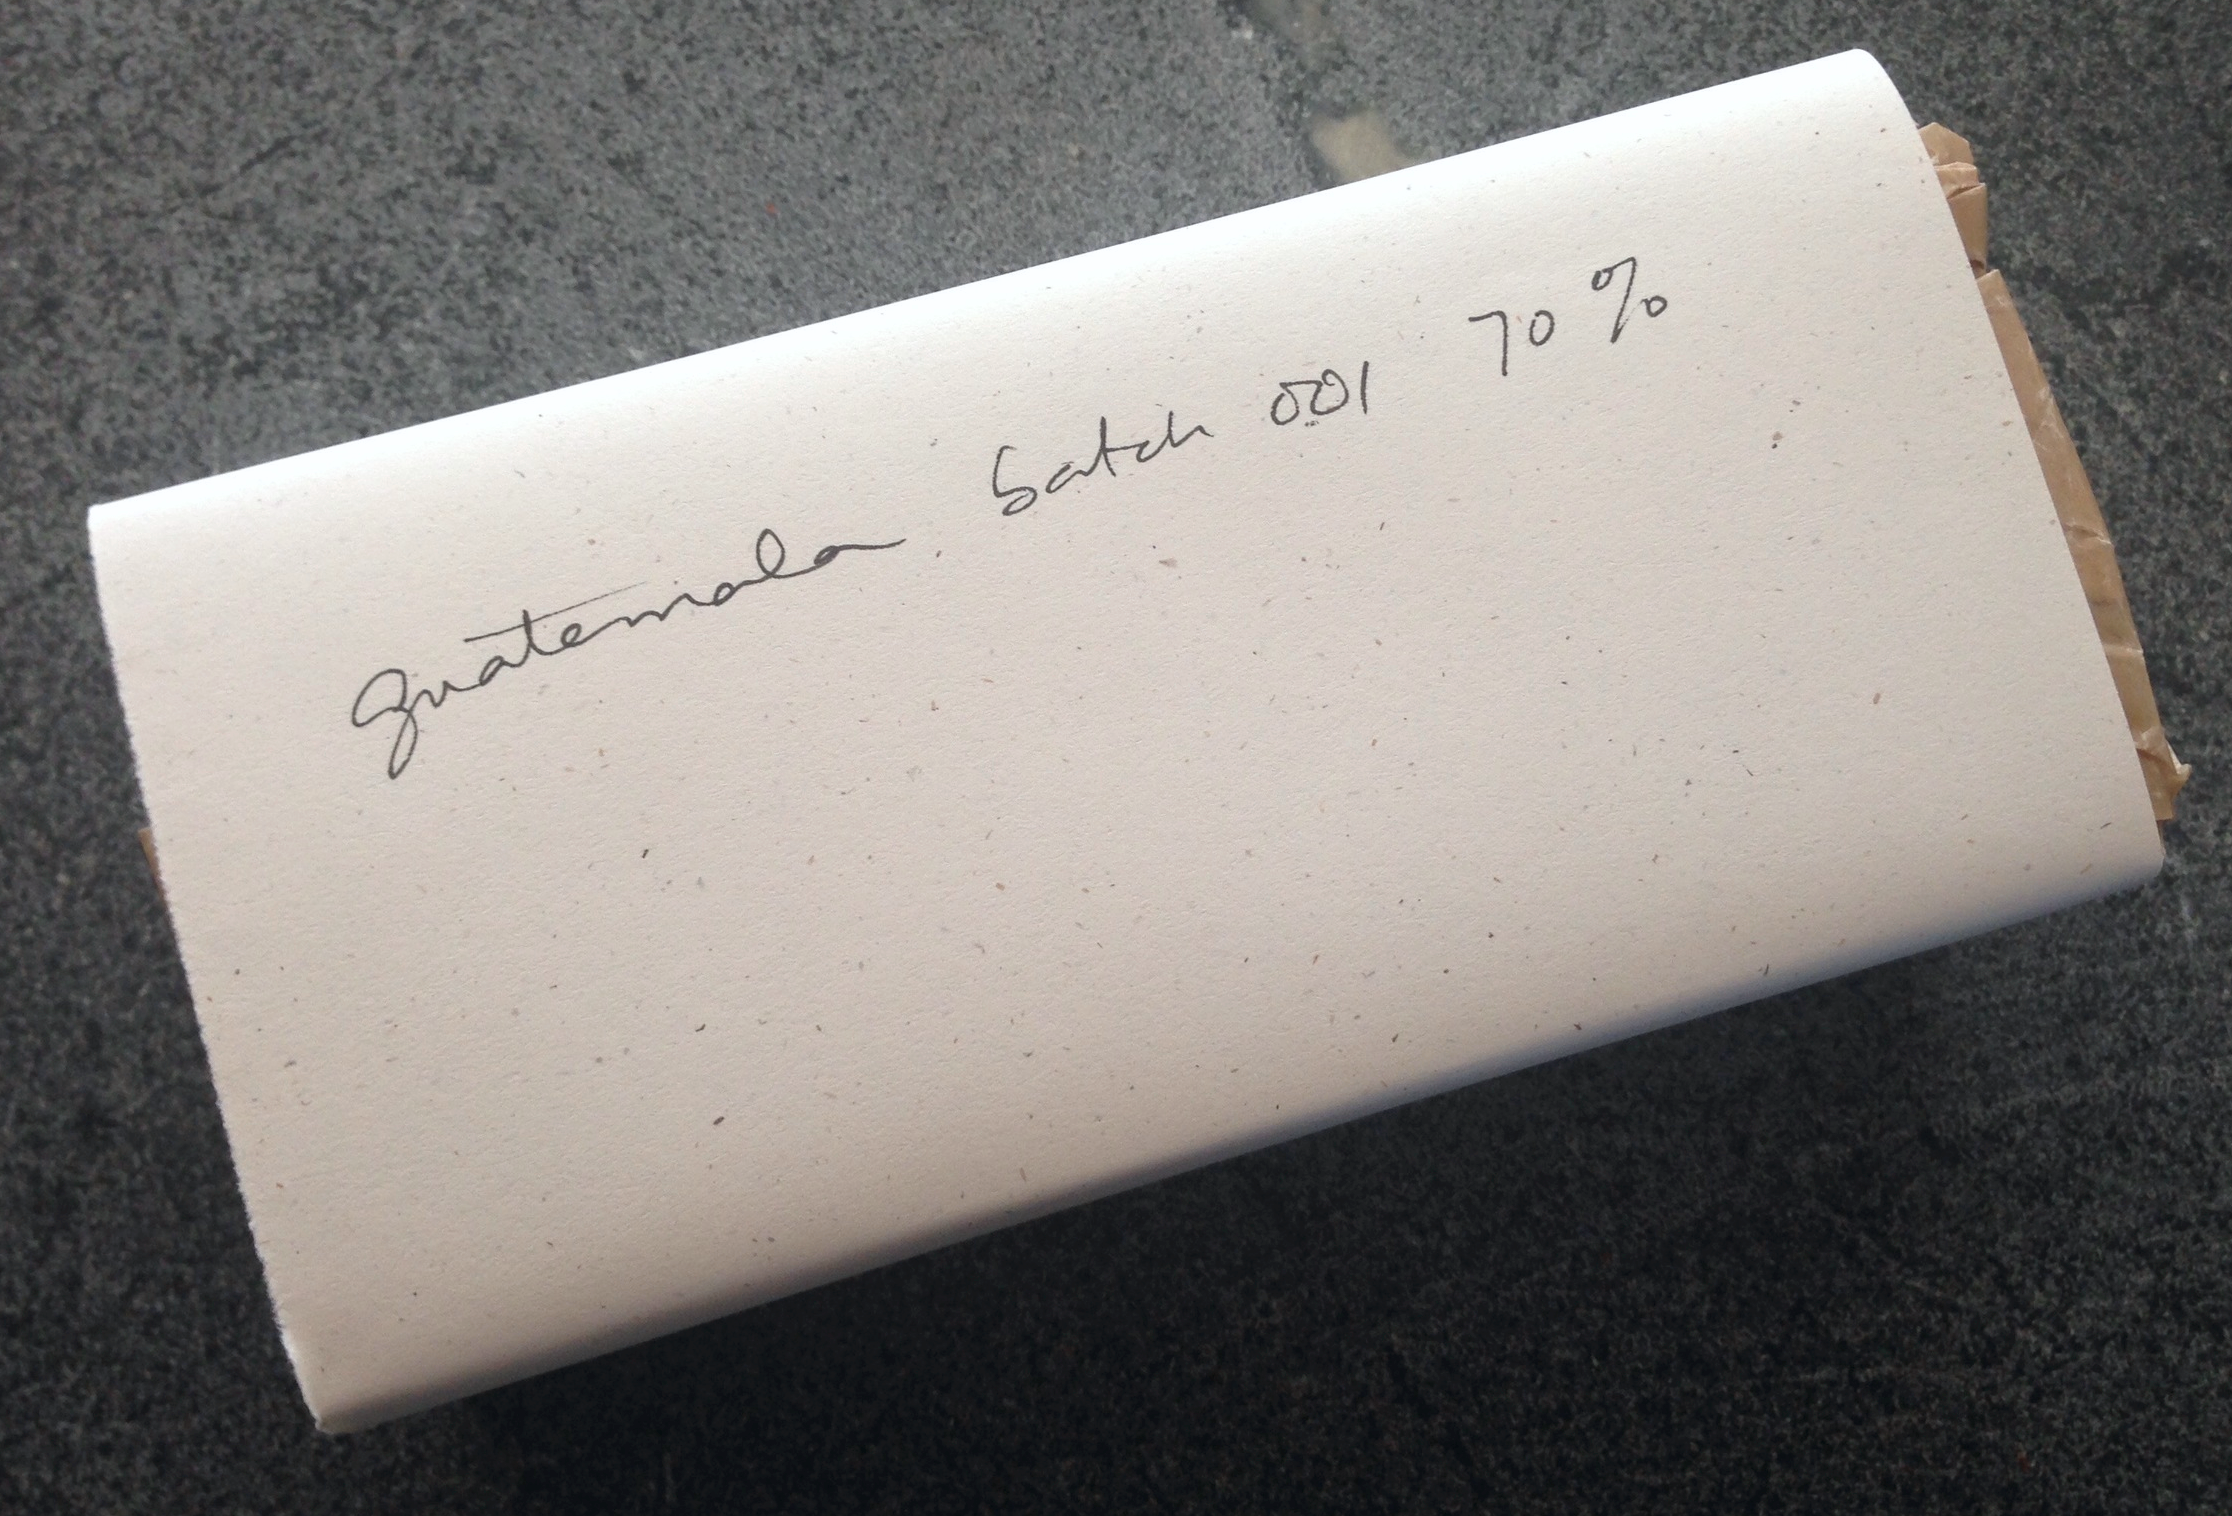 guatemala batch 001 70%